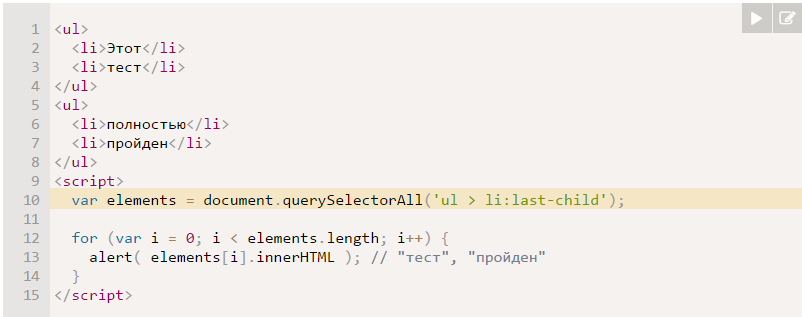 1 <ul>
2   <li>Этот</li>
3   <li>тест</li>
4 </ul>
5 <ul>
6   <li>полностью</li>
7   <li>пройден</li>
8 </ul>
9 <script>
10   var elements = document.querySelectorAll('ul > li:last-child');
11
12   for (var i = 0; i < elements.length; i++) {
13     alert( elements[i].innerHTML ); // "тест", "пройден"
14   }
15 </script>